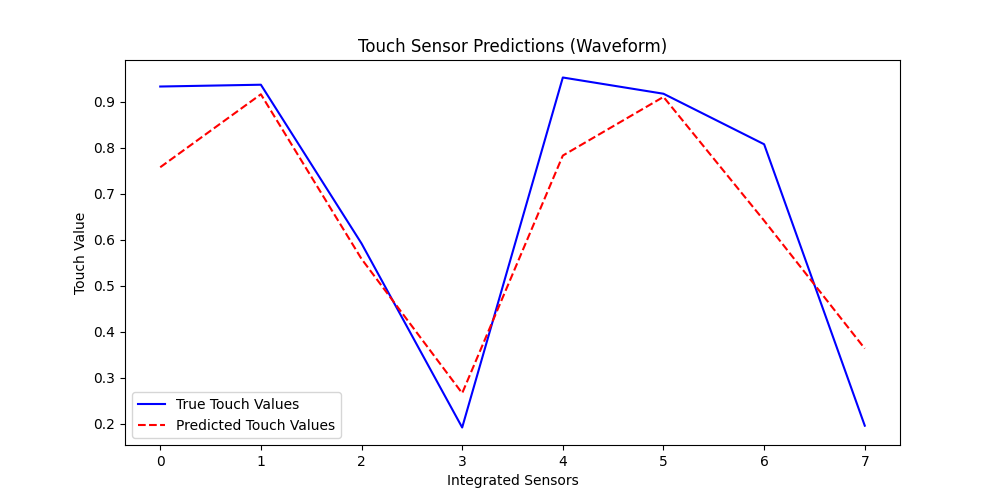 Touch Sensor Predictions (Waveform)
Touch Value
0.9
0.8
0.7
0.6
0.5
0.4
0.3
0.2
True Touch Values
Predicted Touch Values
0 1 2 3 4 5 6 7
Integrated Sensors